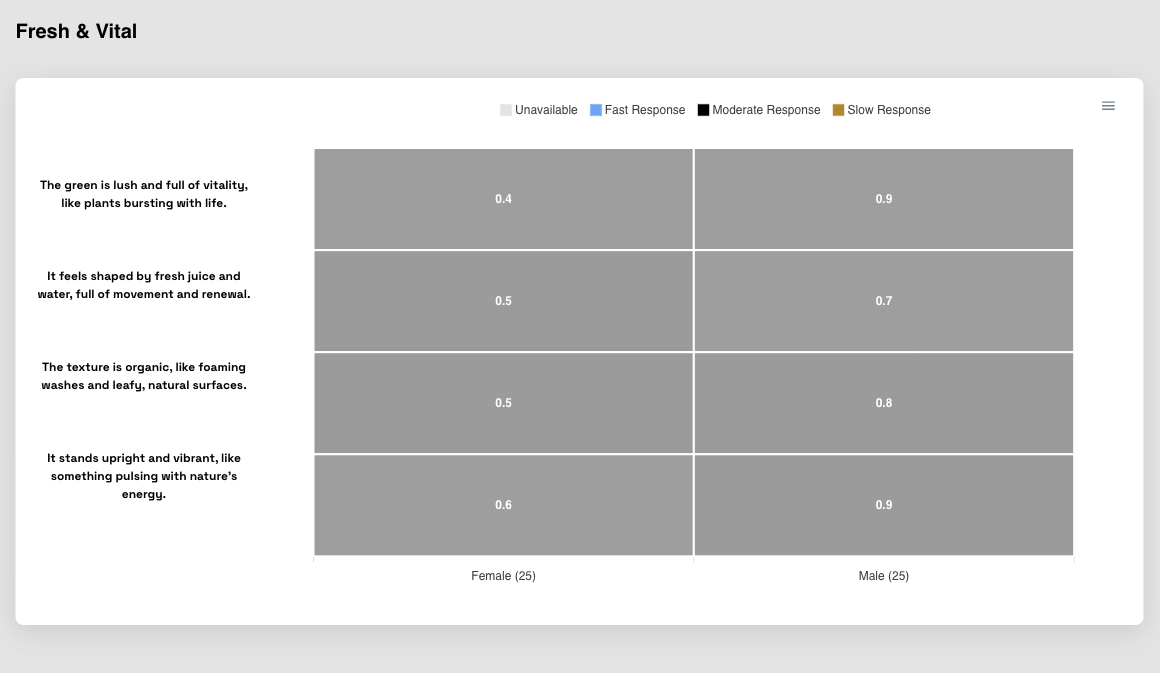 Fresh & Vital
Unavailable Fast Response Moderate Response Slow Response
The green is lush and full of vitality,
like plants bursting with life.
0.4 0.9
It feels shaped by fresh juice and
water, full of movement and renewal.
0.5 0.7
The texture is organic, like foaming
washes and leafy, natural surfaces.
0.5 0.8
It stands upright and vibrant, like
something pulsing with nature's
energy.
0.6 0.9
Female (25) Male (25)